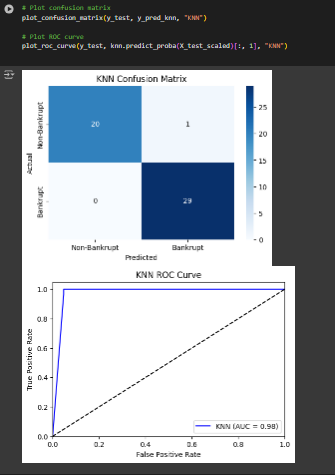 # Plot confusion matrix
plot_confusion_matrix(y_test, y_pred_knn, "KNN")
# Plot ROC curve
plot_roc_curve(y_test, knn.predict_proba(X_test_scaled)[:, 1], "KNN")
KNN Confusion Matrix
Actual
Non-Bankrupt
Bankrupt
20
1
0
29
Non-Bankrupt
Bankrupt
Predicted
25
20
15
10
5
0
KNN ROC Curve
True Positive Rate
1.0
0.8
0.6
0.4
0.2
0.0
KNN (AUC = 0.98)
0.0
0.2
0.4
0.6
0.8
1.0
False Positive Rate